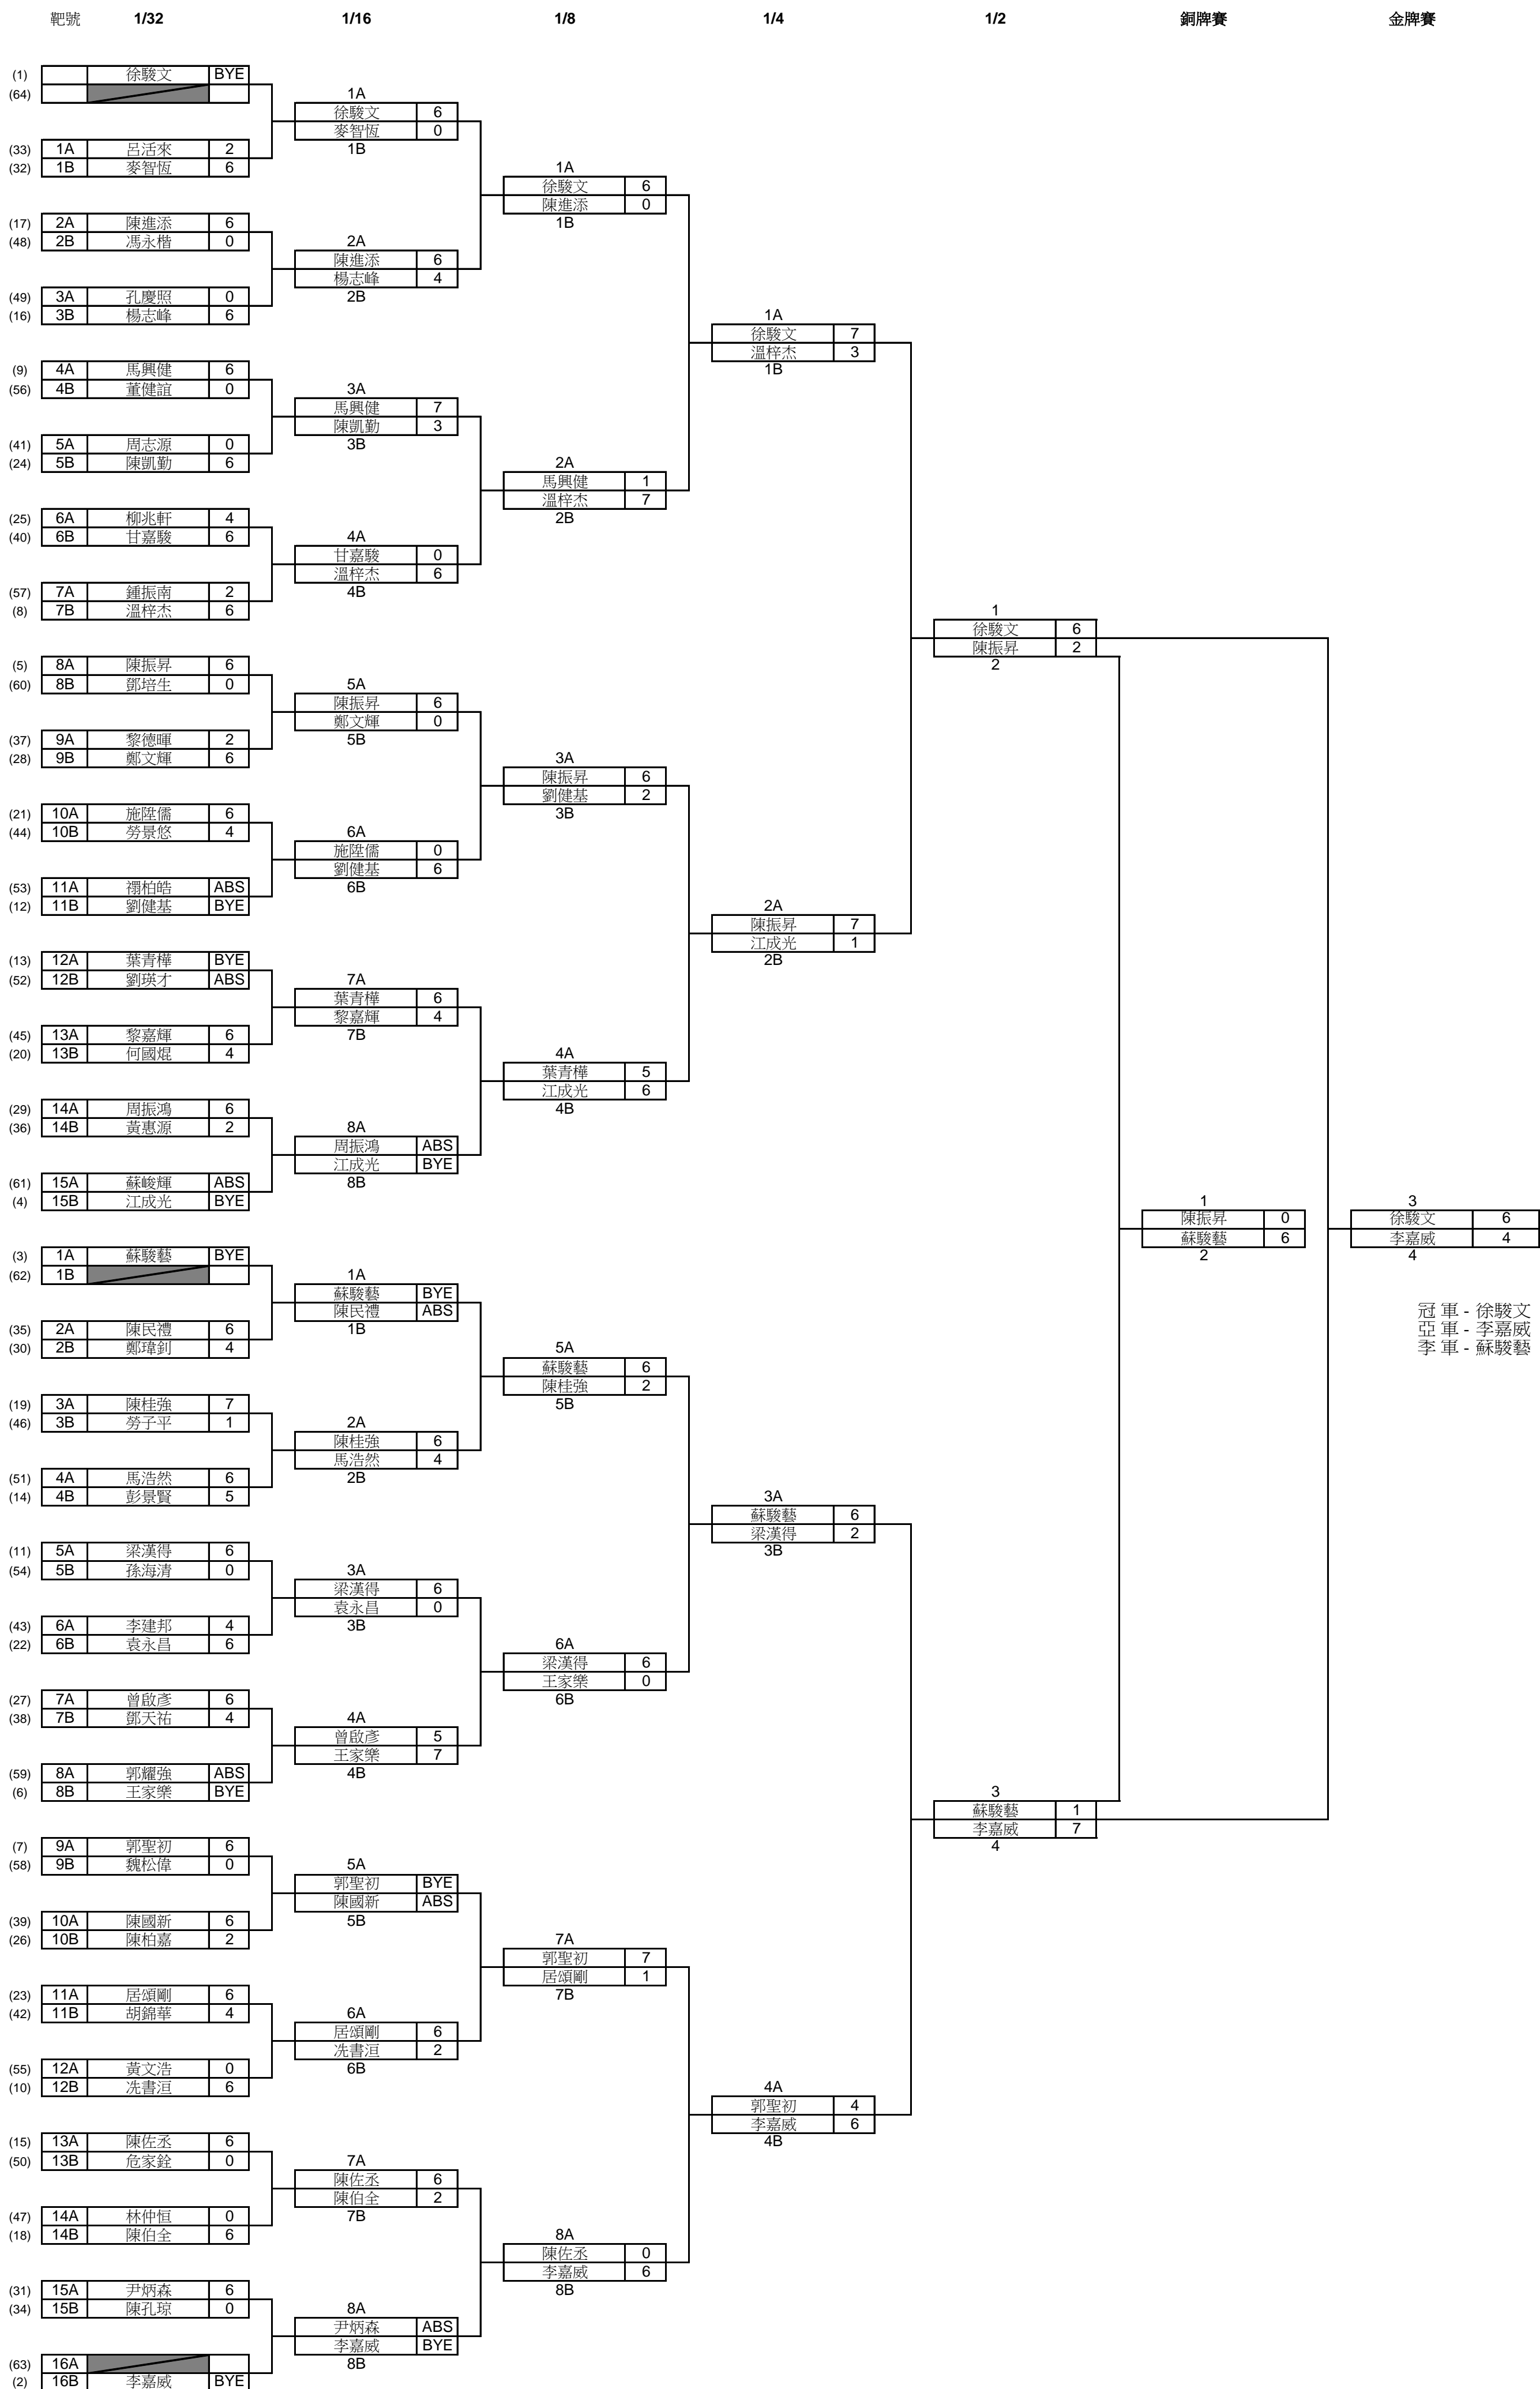 靶號 1/32 1/16 1/8 1/4 1/2 銅牌賽 金牌賽
(1) 徐駿文 BYE
(64)
(33) 1A 呂活來 2
(32) 1B 麥智恆 6
(17) 2A 陳進添 6
(48) 2B 馮永楷 0
(49) 3A 孔慶照 0
(16) 3B 楊志峰 6
(9) 4A 馬興健 6
(56) 4B 董健誼 0
(41) 5A 周志源 0
(24) 5B 陳凱勤 6
(25) 6A 柳兆軒 4
(40) 6B 甘嘉駿 6
(57) 7A 鍾振南 2
(8) 7B 溫梓杰 6
(5) 8A 陳振昇 6
(60) 8B 鄧培生 0
(37) 9A 黎德暉 2
(28) 9B 鄭文輝 6
(21) 10A 施陞儒 6
(44) 10B 勞景悠 4
(53) 11A 禤柏皓 ABS
(12) 11B 劉健基 BYE
(13) 12A 葉青樺 BYE
(52) 12B 劉瑛才 ABS
(45) 13A 黎嘉輝 6
(20) 13B 何國焜 4
(29) 14A 周振鴻 6
(36) 14B 黃惠源 2
(61) 15A 蘇峻輝 ABS
(4) 15B 江成光 BYE
(3) 1A 蘇駿藝 BYE
(62) 1B
(35) 2A 陳民禮 6
(30) 2B 鄭瑋釗 4
(19) 3A 陳桂強 7
(46) 3B 勞子平 1
(51) 4A 馬浩然 6
(14) 4B 彭景賢 5
(11) 5A 梁漢得 6
(54) 5B 孫海清 0
(43) 6A 李建邦 4
(22) 6B 袁永昌 6
(27) 7A 曾啟彥 6
(38) 7B 鄧天祐 4
(59) 8A 郭耀強 ABS
(6) 8B 王家樂 BYE
(7) 9A 郭聖初 6
(58) 9B 魏松偉 0
(39) 10A 陳國新 6
(26) 10B 陳柏嘉 2
(23) 11A 居頌剛 6
(42) 11B 胡錦華 4
(55) 12A 黃文浩 0
(10) 12B 冼書洹 6
(15) 13A 陳佐丞 6
(50) 13B 危家銓 0
(47) 14A 林仲恒 0
(18) 14B 陳伯全 6
(31) 15A 尹炳森 6
(34) 15B 陳孔琼 0
(63) 16A
(2) 16B 李嘉威 BYE
1A
徐駿文 6
麥智恆 0
1B
2A
陳進添 6
楊志峰 4
2B
3A
馬興健 7
陳凱勤 3
3B
4A
甘嘉駿 0
溫梓杰 6
4B
5A
陳振昇 6
鄭文輝 0
5B
6A
施陞儒 0
劉健基 6
6B
7A
葉青樺 6
黎嘉輝 4
7B
8A
周振鴻 ABS
江成光 BYE
8B
1A
蘇駿藝 BYE
陳民禮 ABS
1B
2A
陳桂強 6
馬浩然 4
2B
3A
梁漢得 6
袁永昌 0
3B
4A
曾啟彥 5
王家樂 7
4B
5A
郭聖初 BYE
陳國新 ABS
5B
6A
居頌剛 6
冼書洹 2
6B
7A
陳佐丞 6
陳伯全 2
7B
8A
尹炳森 ABS
李嘉威 BYE
8B
1A
徐駿文 6
陳進添 0
1B
2A
馬興健 1
溫梓杰 7
2B
3A
陳振昇 6
劉健基 2
3B
4A
葉青樺 5
江成光 6
4B
5A
蘇駿藝 6
陳桂強 2
5B
6A
梁漢得 6
王家樂 0
6B
7A
郭聖初 7
居頌剛 1
7B
8A
陳佐丞 0
李嘉威 6
8B
1A
徐駿文 7
溫梓杰 3
1B
2A
陳振昇 7
江成光 1
2B
3A
蘇駿藝 6
梁漢得 2
3B
4A
郭聖初 4
李嘉威 6
4B
1
徐駿文 6
陳振昇 2
2
3
蘇駿藝 1
李嘉威 7
4
1
陳振昇 0
蘇駿藝 6
2
3
徐駿文 6
李嘉威 4
4
冠 軍 - 徐駿文
亞 軍 - 李嘉威
李 軍 - 蘇駿藝